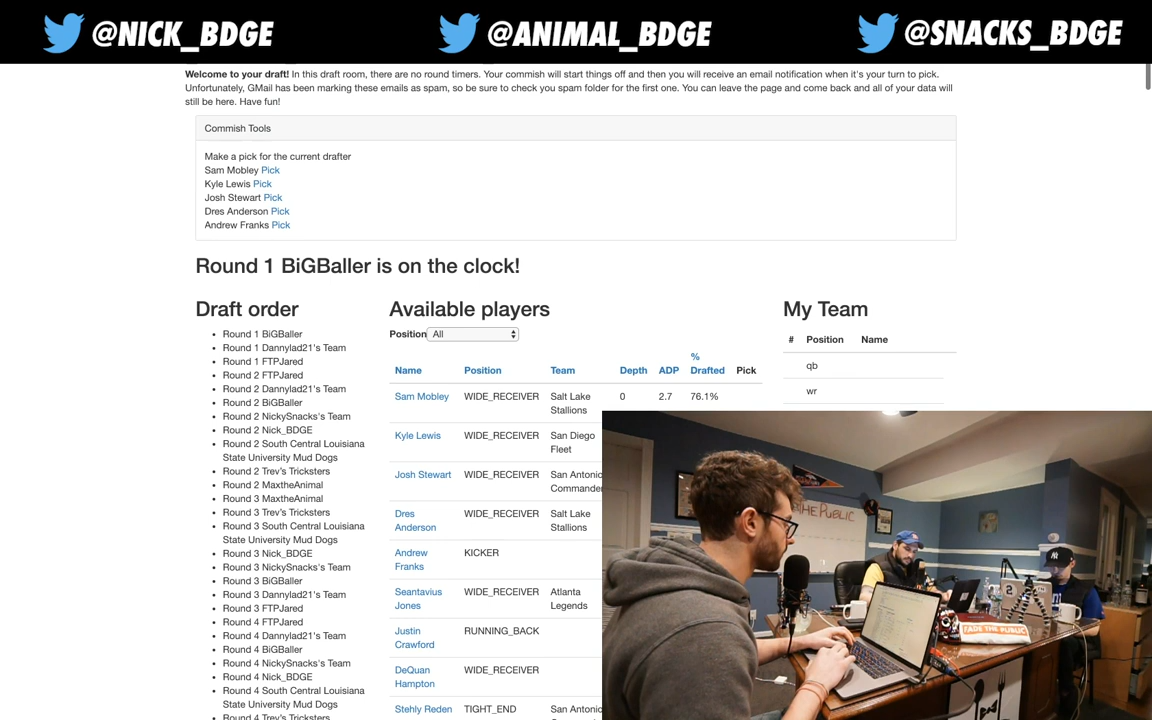 @NICK_BDGE @ANIMAL_BDGE @SNACKS_BDGE
Welcome to your draft! In this draft room, there are no round timers. Your commish will start things off and then you will receive an email notification when it's your turn to pick.
Unfortunately, GMail has been marking these emails as spam, so be sure to check you spam folder for the first one. You can leave the page and come back and all of your data will
still be here. Have fun!
Commish Tools
Make a pick for the current drafter
Sam Mobley Pick
Kyle Lewis Pick
Josh Stewart Pick
Dres Anderson Pick
Andrew Franks Pick
Round 1 BiGBaller is on the clock!
Draft order
Round 1 BiGBaller
Round 1 Dannylad21's Team
Round 1 FTPJared
Round 2 FTPJared
Round 2 Dannylad21's Team
Round 2 BiGBaller
Round 2 NickySnacks's Team
Round 2 Nick_BDGE
Round 2 South Central Louisiana
State University Mud Dogs
Round 2 Trev's Tricksters
Round 2 MaxtheAnimal
Round 3 MaxtheAnimal
Round 3 Trev's Tricksters
Round 3 South Central Louisiana
State University Mud Dogs
Round 3 Nick_BDGE
Round 3 NickySnacks's Team
Round 3 BiGBaller
Round 3 Dannylad21's Team
Round 3 FTPJared
Round 4 FTPJared
Round 4 Dannylad21's Team
Round 4 BiGBaller
Round 4 NickySnacks's Team
Round 4 Nick_BDGE
Round 4 South Central Louisiana
State University Mud Dogs
Round 4 Trev's Tricksters
Available players
Position All
%
Name Position Team Depth ADP Drafted Pick
Sam Mobley WIDE_RECEIVER Salt Lake 0 2.7 76.1%
Stallions
Kyle Lewis WIDE_RECEIVER San Diego
Fleet
Josh Stewart WIDE_RECEIVER San Antonio
Commander
Dres WIDE_RECEIVER Salt Lake
Anderson Stallions
Andrew KICKER
Franks
Seantavius WIDE_RECEIVER Atlanta
Jones Legends
Justin RUNNING_BACK
Crawford
DeQuan WIDE_RECEIVER
Hampton
Stehly Reden TIGHT_END San Antonio
My Team
# Position Name
qb
wr
THE PUBLIC
FADE THE PUBLIC